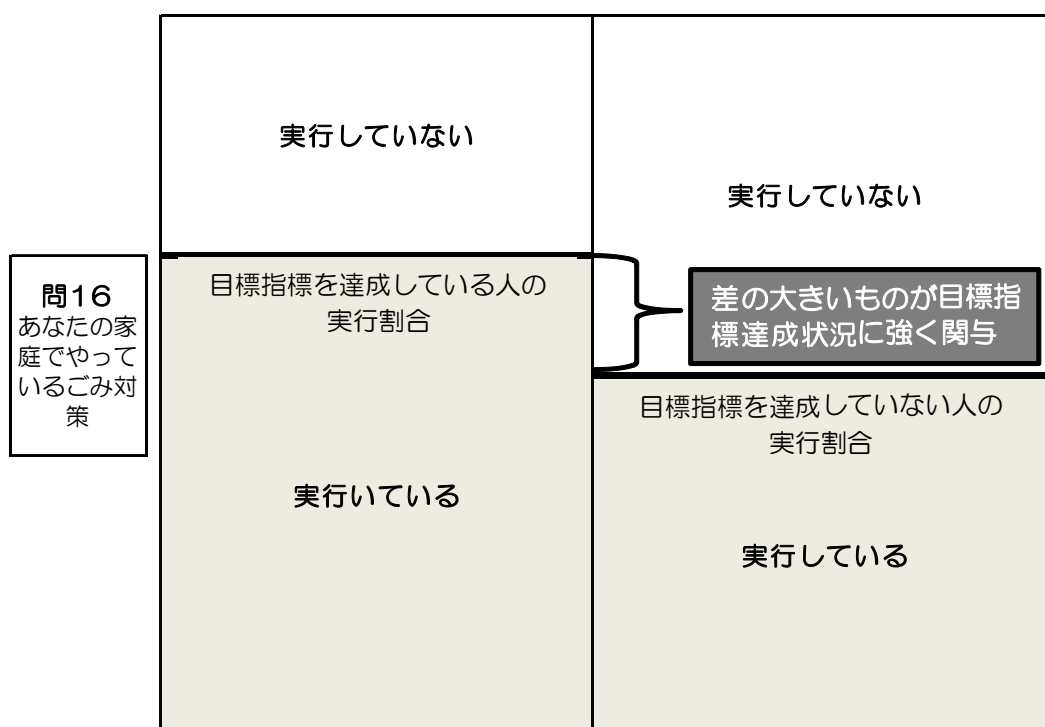 実行していない
実行していない
問16
あなたの家
庭でやって
いるごみ対
策
目標指標を達成している人の
実行割合
差の大きいものが目標指
標達成状況に強く関与
目標指標を達成していない人の
実行割合
実行いている
実行している